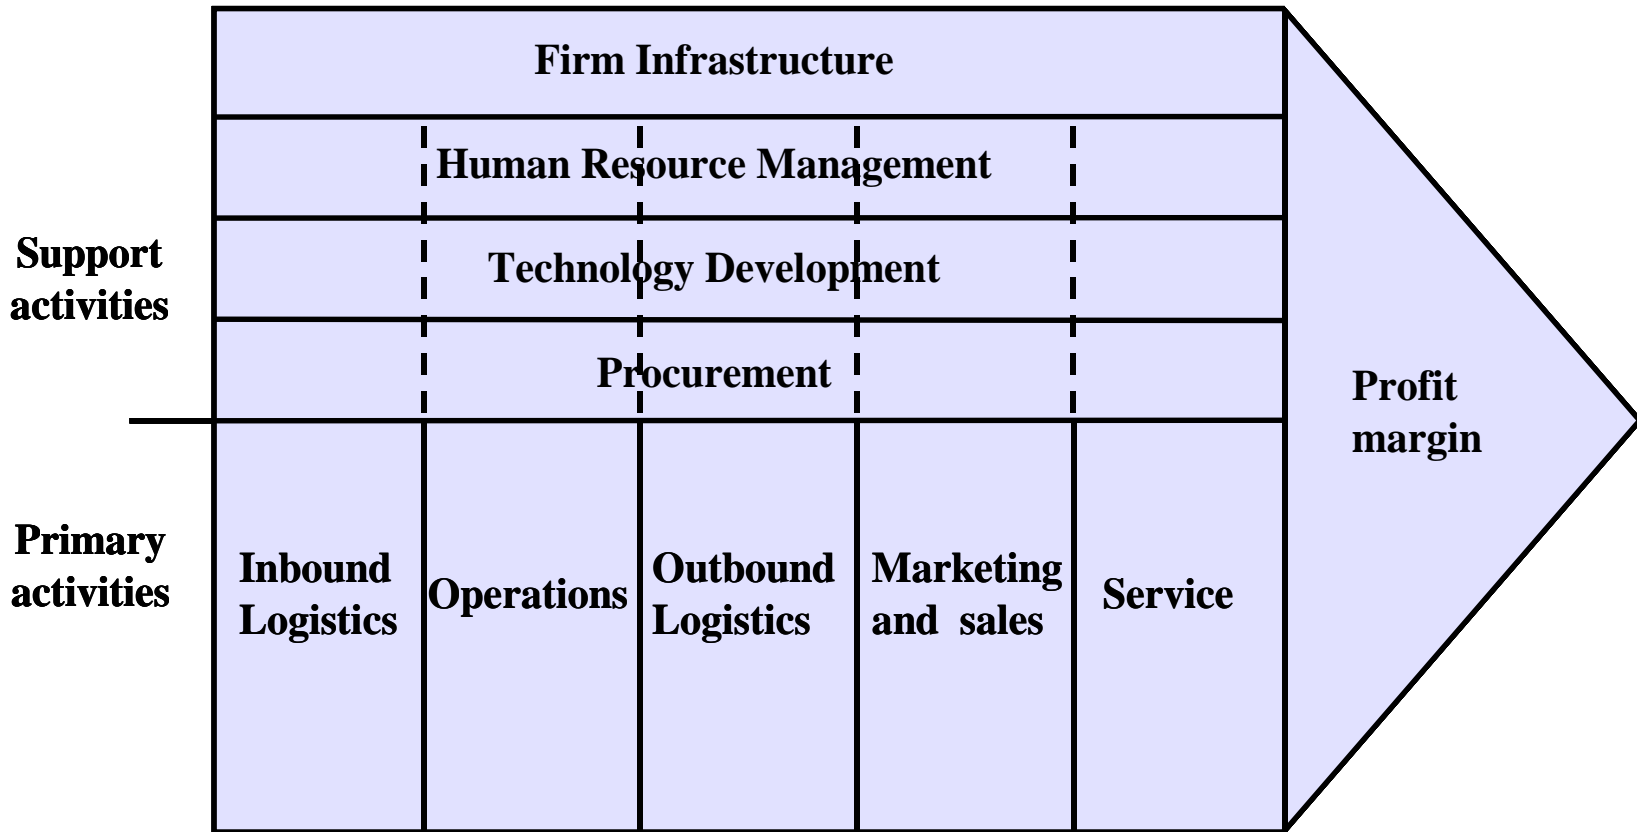 Firm Infrastructure
Human Resource Management
Technology Development
Procurement
Support
activities
Primary
activities
Inbound
Logistics
Operations
Outbound
Logistics
Marketing
and sales
Service
Profit
margin